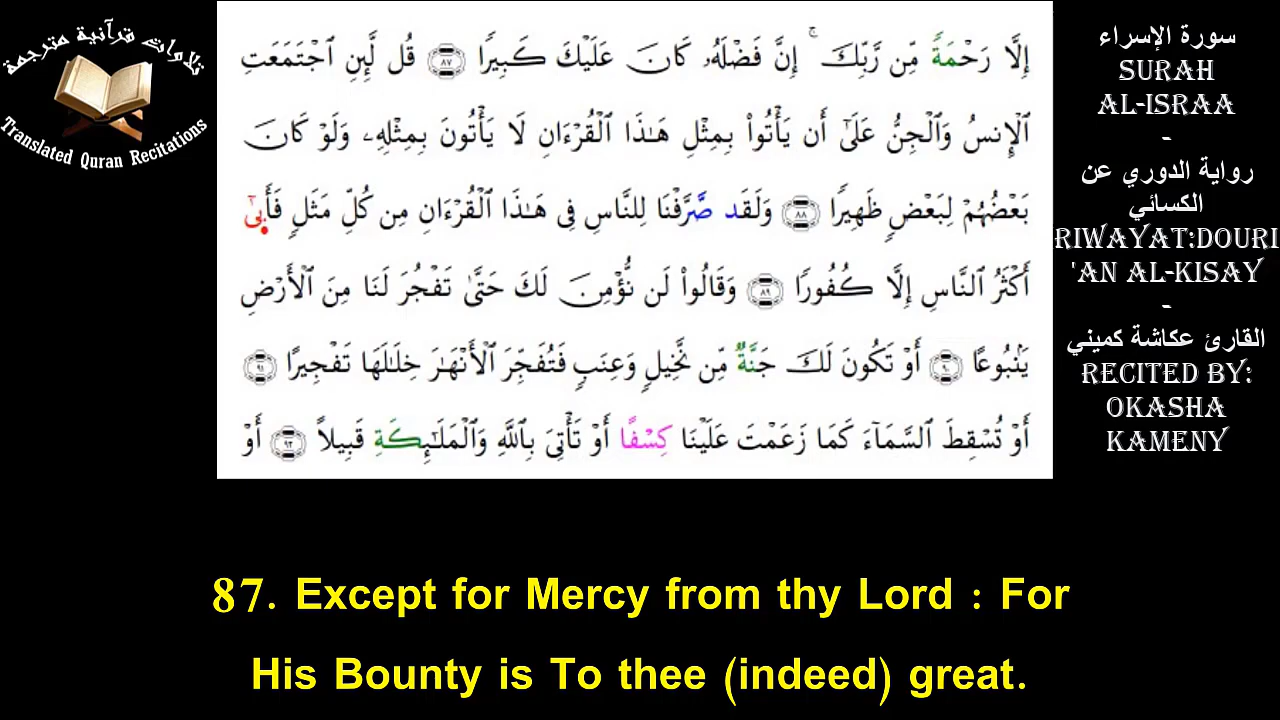 تلاوات قرآنية مترجمة
Translated Quran Recitations
إِلَّا رَحْمَةً مِّن رَّبِّكَ ۚ إِنَّ فَضْلَهُۥ كَانَ عَلَيْكَ كَبِيرًا ٨٧ قُل لَّئِنِ ٱجْتَمَعَتِ
ٱلْإِنسُ وَٱلْجِنُّ عَلَىٰٓ أَن يَأْتُوا۟ بِمِثْلِ هَـٰذَا ٱلْقُرْءَانِ لَا يَأْتُونَ بِمِثْلِهِۦ وَلَوْ كَانَ
بَعْضُهُمْ لِبَعْضٍ ظَهِيرًا ٨٨ وَلَقَد صَّرَّفْنَا لِلنَّاسِ فِى هَـٰذَا ٱلْقُرْءَانِ مِن كُلِّ مَثَلٍ فَأَبَىٰٓ
أَكْثَرُ ٱلنَّاسِ إِلَّا كُفُورًا ٨٩ وَقَالُوا۟ لَن نُّؤْمِنَ لَكَ حَتَّىٰ تَفْجُرَ لَنَا مِنَ ٱلْأَرْضِ
يَنۢبُوعًا ٩٠ أَوْ تَكُونَ لَكَ جَنَّةٌ مِّن نَّخِيلٍ وَعِنَبٍ فَتُفَجِّرَ ٱلْأَنْهَـٰرَ خِلَـٰلَهَا تَفْجِيرًا ٩١
أَوْ تُسْقِطَ ٱلسَّمَآءَ كَمَا زَعَمْتَ عَلَيْنَا كِسْفًا أَوْ تَأْتِىَ بِٱللَّهِ وَٱلْمَلَـٰٓئِكَةِ قَبِيلًا ٩٢ أَوْ
سورة الإسراء
SURAH
AL-ISRAA
-
رواية الدوري عن
الكسائي
RIWAYAT:DOURI
'AN AL-KISAY
-
القارئ عكاشة كميني
RECITED BY:
OKASHA
KAMENY
87. Except for Mercy from thy Lord : For
His Bounty is To thee (indeed) great.